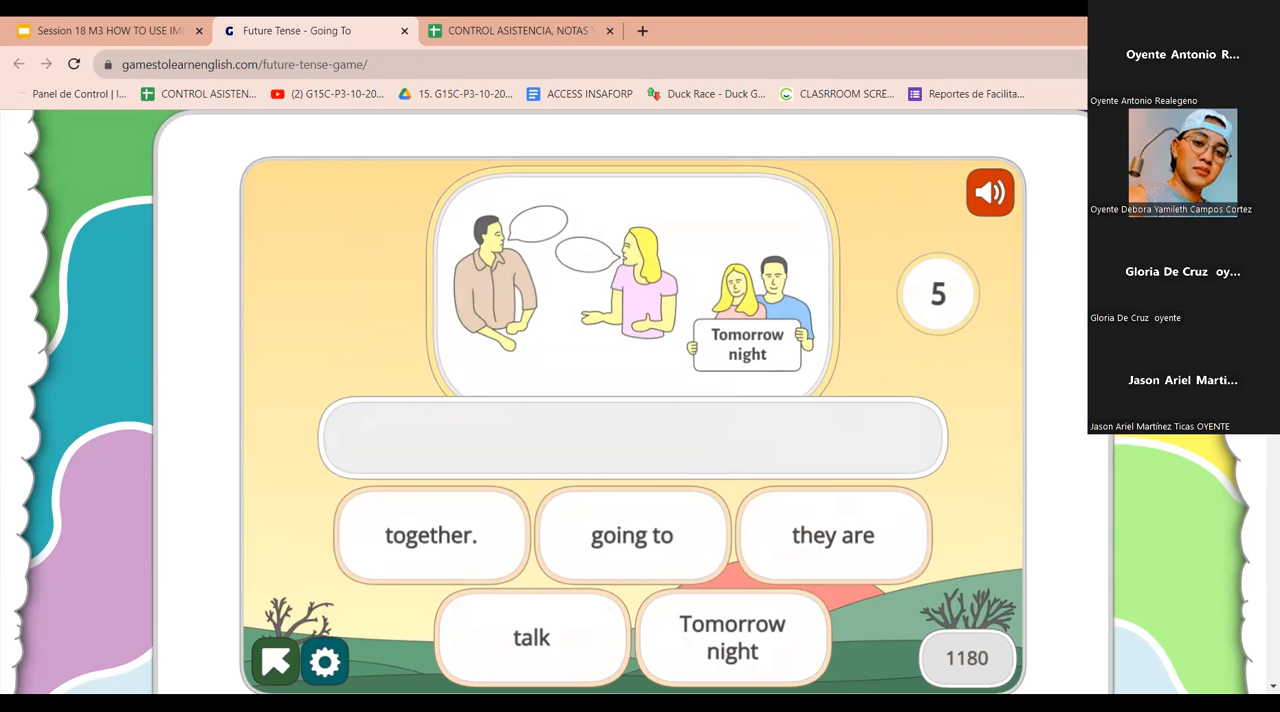 Session 18 M3 HOW TO USE IM
Future Tense - Going To
CONTROL ASISTENCIA, NOTAS Y
gamestolearnenglish.com/future-tense-game/
Panel de Control | I...
CONTROL ASISTEN...
(2) G15C-P3-10-20...
15. G15C-P3-10-20...
ACCESS INSAFORP
Duck Race - Duck G...
CLASRROOM SCRE...
Reportes de Facilita...
Oyente Antonio R...
Oyente Antonio Realegeno
Oyente Debora Yamileth Campos Cortez
Gloria De Cruz oy...
Gloria De Cruz oyente
Jason Ariel Martí...
Jason Ariel Martínez Ticas OYENTE
5
Tomorrow
night
together.
going to
they are
talk
Tomorrow
night
1180